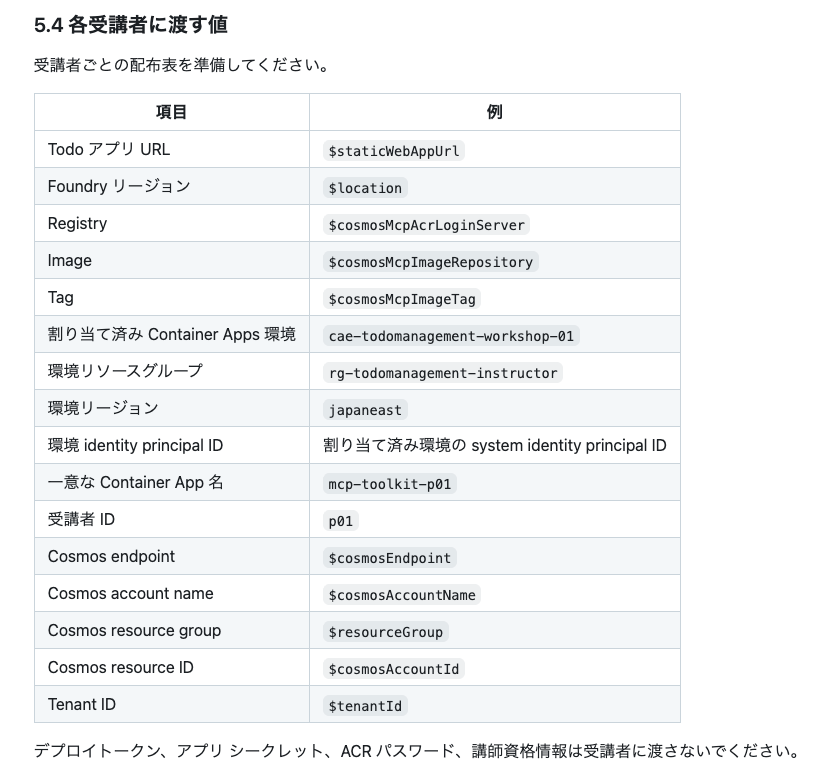 5.4 各受講者に渡す値
受講者ごとの配布表を準備してください。
項目 例
Todo アプリ URL $staticWebAppUrl
Foundry リージョン $location
Registry $cosmosMcpAcrLoginServer
Image $cosmosMcpImageRepository
Tag $cosmosMcpImageTag
割り当て済み Container Apps 環境 cae-todomanagement-workshop-01
環境リソースグループ rg-todomanagement-instructor
環境リージョン japaneast
環境 identity principal ID 割り当て済み環境の system identity principal ID
一意な Container App 名 mcp-toolkit-p01
受講者 ID p01
Cosmos endpoint $cosmosEndpoint
Cosmos account name $cosmosAccountName
Cosmos resource group $resourceGroup
Cosmos resource ID $cosmosAccountId
Tenant ID $tenantId
デプロイトークン、アプリ シークレット、ACR パスワード、講師資格情報は受講者に渡さないでください。